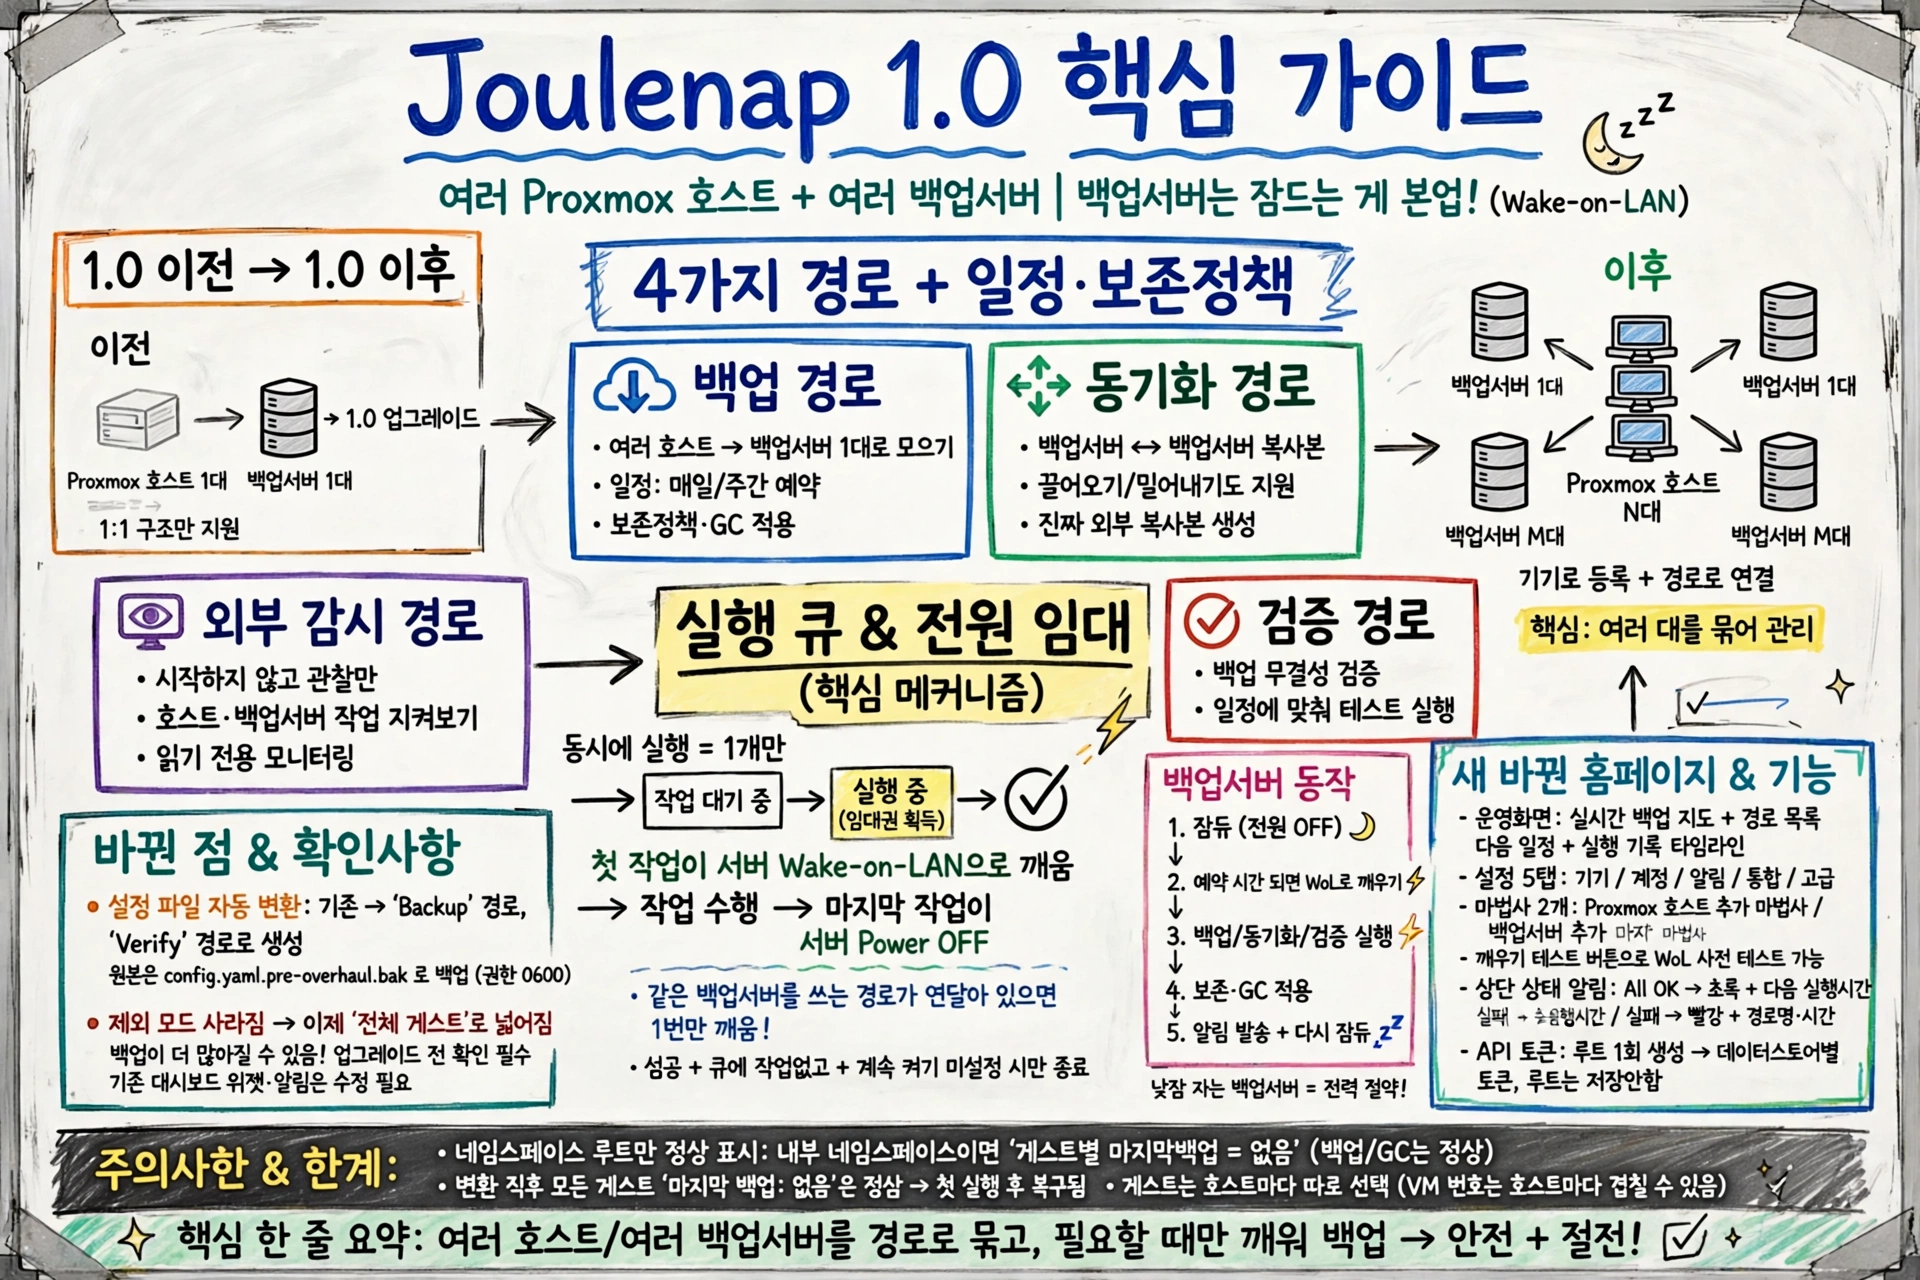 Joulenap 1.0 핵심 가이드
z z z z
여러 Proxmox 호스트 + 여러 백업서버 | 백업서버는 잠드는 게 본업! (Wake-on-LAN)
1.0 이전 → 1.0 이후
이전
→ 1.0 업그레이드
Proxmox 호스트 1대
백업서버 1대
1:1 구조만 지원
4가지 경로 + 일정·보존정책
백업 경로
• 여러 호스트 → 백업서버 1대로 모으기
• 일정: 매일/주간 예약
• 보존정책·GC 적용
동기화 경로
• 백업서버 ↔ 백업서버 복사본
• 끌어오기/밀어내기도 지원
• 진짜 외부 복사본 생성
이후
백업서버 1대
백업서버 1대
Proxmox 호스트
N대
백업서버 M대
백업서버 M대
기기로 등록 + 경로로 연결
핵심: 여러 대를 묶어 관리
외부 감시 경로
• 시작하지 않고 관찰만
• 호스트·백업서버 작업 지켜보기
• 읽기 전용 모니터링
실행 큐 & 전원 임대
(핵심 메커니즘)
동시에 실행 = 1개만
작업 대기 중
실행 중
(임대권 획득)
첫 작업이 서버 Wake-on-LAN으로 깨움
→ 작업 수행 → 마지막 작업이
서버 Power OFF
• 같은 백업서버를 쓰는 경로가 연달아 있으면
1번만 깨움!
• 성공 + 큐에 작업없고 + 계속 켜기 미설정 시만 종료
검증 경로
• 백업 무결성 검증
• 일정에 맞춰 테스트 실행
백업서버 동작
1. 잠듀 (전원 OFF)
↓
2. 예약 시간 되면 WoL로 깨우기
↓
3. 백업/동기화/검증 실행
↓
4. 보존·GC 적용
↓
5. 알림 발송 + 다시 잠듀 z z z
낮잠 자는 백업서버 = 전력 절약!
새 바뀐 홈페이지 & 기능
- 운영화면: 실시간 백업 지도 + 경로 목록
다음 일정 + 실행 기록 타임라인
- 설정 5탭: 기기 / 계정 / 알림 / 통합 / 고급
- 마법사 2개: Proxmox 호스트 추가 마법사 /
백업서버 추가 마법사
- 깨우기 테스트 버튼으로 WoL 사전 테스트 가능
- 상단 상태 알림: All OK → 초록 + 다음 실행시간
실패 → 행시간 / 실패 → 빨강 + 경로명·시간
- API 토큰: 루트 1회 생성 → 데이터스토어별
토큰, 루트는 저장안함
바뀐 점 & 확인사항
• 설정 파일 자동 변환: 기존 → ‘Backup’ 경로,
‘Verify’ 경로로 생성
원본은 config.yaml.pre-overhaul.bak 로 백업 (권한 0600)
• 제외 모드 사라짐 → 이제 ‘전체 게스트’로 넓어짐
백업이 더 많아질 수 있음! 업그레이드 전 확인 필수
기존 대시보드 위젯·알림은 수정 필요
주의사한 & 한계:
• 네임스페이스 루트만 정상 표시: 내부 네임스페이스이면 ‘게스트별 마지막백업 = 없음’ (백업/GC는 정상)
• 변환 직후 모든 게스트 ‘마지막 백업: 없음’은 정삼 → 첫 실행 후 복구됨 • 게스트는 호스트마다 따로 선택 (VM 번호는 호스트마다 겹칠 수 있음)
핵심 한 줄 요약: 여러 호스트/여러 백업서버를 경로로 묶고, 필요할 때만 깨워 백업 → 안전 + 절전!